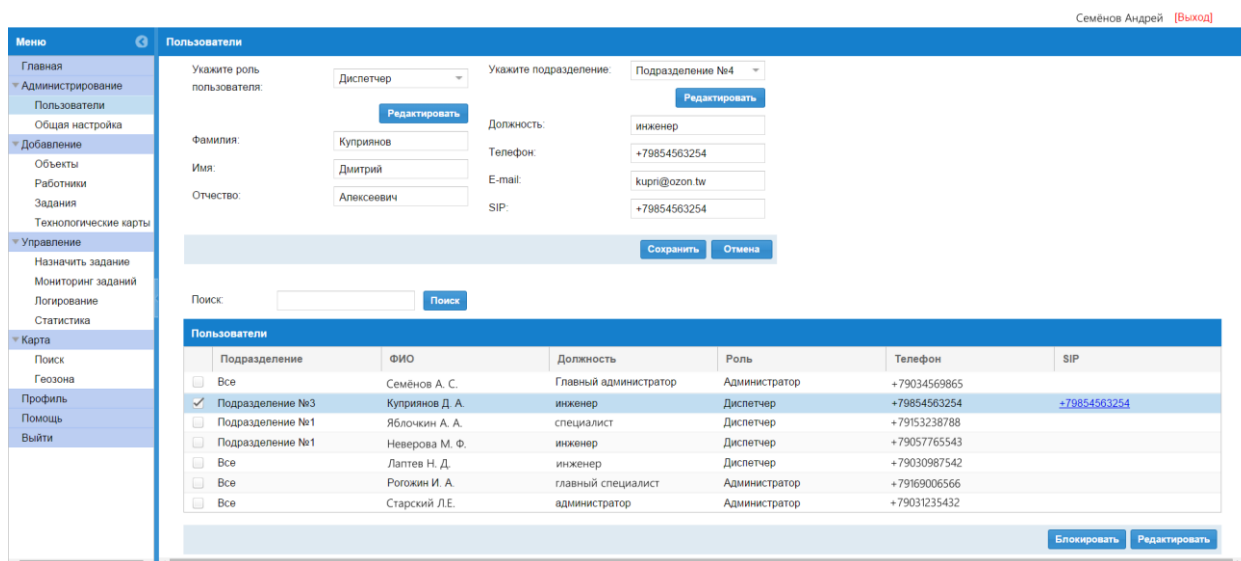 Семёнов Андрей [Выход]
Меню
Главная
Администрирование
Пользователи
Общая настройка
Добавление
Объекты
Работники
Задания
Технологические карты
Управление
Назначить задание
Мониторинг заданий
Логирование
Статистика
Карта
Поиск
Геозона
Профиль
Помощь
Выйти
Пользователи
Укажите роль
пользователя:
Диспетчер
Редактировать
Фамилия: Куприянов
Имя: Дмитрий
Отчество: Алексеевич
Укажите подразделение: Подразделение №4
Редактировать
Должность: инженер
Телефон: +79854563254
E-mail: kupri@ozon.tw
SIP: +79854563254
Сохранить Отмена
Поиск: Поиск
Пользователи
Подразделение ФИО Должность Роль Телефон SIP
Все Семёнов А. С. Главный администратор Администратор +79034569865
Подразделение №3 Куприянов Д. А. инженер Диспетчер +79854563254 +79854563254
Подразделение №1 Яблочкин А. А. специалист Диспетчер +79153238788
Подразделение №1 Неверова М. Ф. инженер Диспетчер +79057765543
Все Лаптев Н. Д. инженер Диспетчер +79030987542
Все Рогожин И. А. главный специалист Администратор +79169006566
Все Старский Л.Е. администратор Администратор +79031235432
Блокировать Редактировать